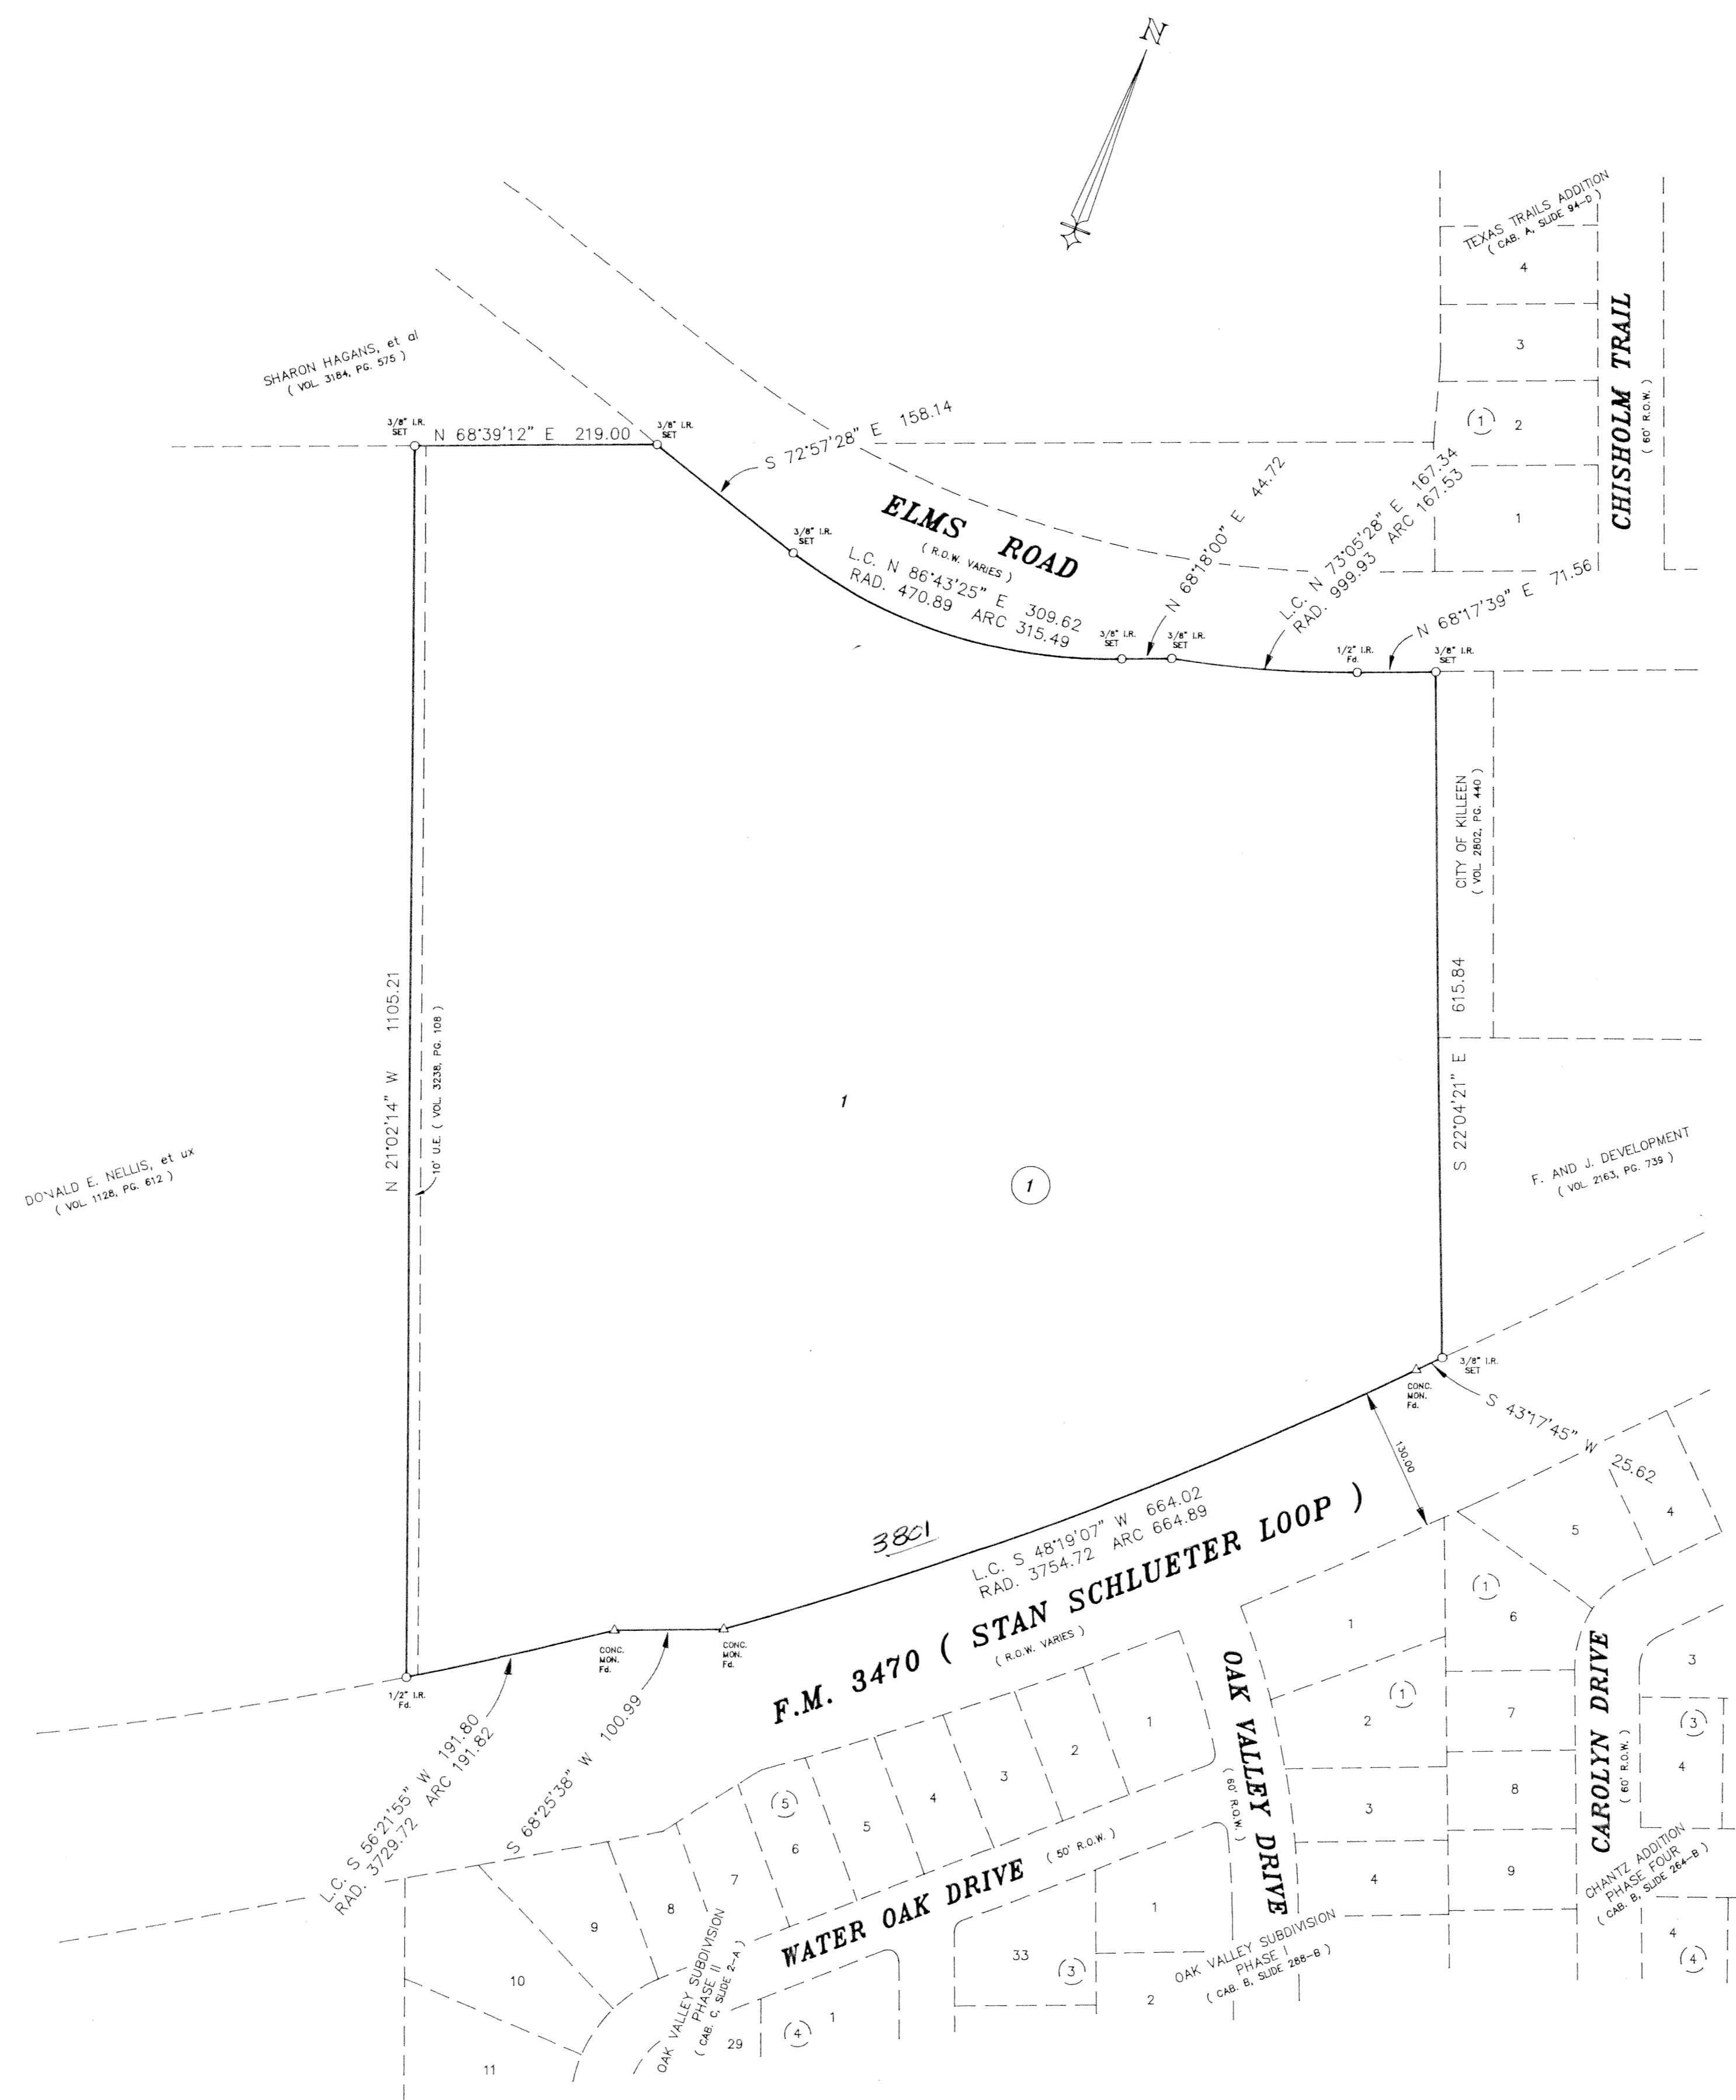 N
TEXAS TRAILS ADDITION
( CAB. A, SLIDE 94-D )
4
3
2
1
1
CHISHOLM TRAIL
( 60' R.O.W. )
SHARON HAGANS, et al
( VOL. 3184, PG. 575 )
3/8" I.R.
SET
N 68°39'12" E 219.00
3/8" I.R.
SET
S 72°57'28" E 158.14
3/8" I.R.
SET
ELMS ROAD
( R.O.W. VARIES )
L.C. N 86°43'25" E 309.62
RAD. 470.89 ARC 315.49
3/8" I.R.
SET
N 68°18'00" E 44.72
3/8" I.R.
SET
L.C. N 73°05'28" E 167.34
RAD. 999.93 ARC 167.53
1/2" I.R.
Fd.
N 68°17'39" E 71.56
3/8" I.R.
SET
CITY OF KILLEEN
( VOL. 2802, PG. 440 )
S 22°04'21" E 615.84
N 21°02'14" W 1105.21
10' U.E. ( VOL. 3238, PG. 108 )
1
1
DONALD E. NELLIS, et ux
( VOL. 1128, PG. 612 )
F. AND J. DEVELOPMENT
( VOL. 2163, PG. 739 )
3/8" I.R.
SET
CONC.
MON.
Fd.
S 43°17'45" W 25.62
130.00
3801
L.C. S 48°19'07" W 664.02
RAD. 3754.72 ARC 664.89
F.M. 3470 ( STAN SCHLUETER LOOP )
( R.O.W. VARIES )
CONC.
MON.
Fd.
CONC.
MON.
Fd.
1/2" I.R.
Fd.
L.C. S 56°21'55" W 191.80
RAD. 3729.72 ARC 191.82
S 68°25'38" W 100.99
4
5
1
6
7
8
9
CAROLYN DRIVE
( 60' R.O.W. )
3
3
4
CHANTZ ADDITION
PHASE FOUR
( CAB. B, SLIDE 264-B )
4
4
1
1
2
3
4
OAK VALLEY DRIVE
( 60' R.O.W. )
1
2
3
4
5
5
6
7
8
9
10
11
WATER OAK DRIVE
( 50' R.O.W. )
OAK VALLEY SUBDIVISION
PHASE II
( CAB. C, SLIDE 2-A )
29
4
1
33
3
1
2
OAK VALLEY SUBDIVISION
PHASE I
( CAB. B, SLIDE 288-B )